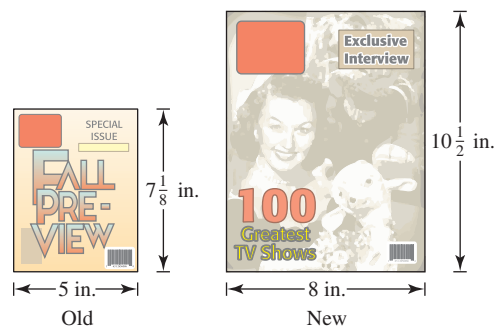 SPECIAL
ISSUE
FALL
PRE-
VIEW
7 1/8 in.
5 in.
Old
Exclusive
Interview
100
Greatest
TV Shows
10 1/2 in.
8 in.
New